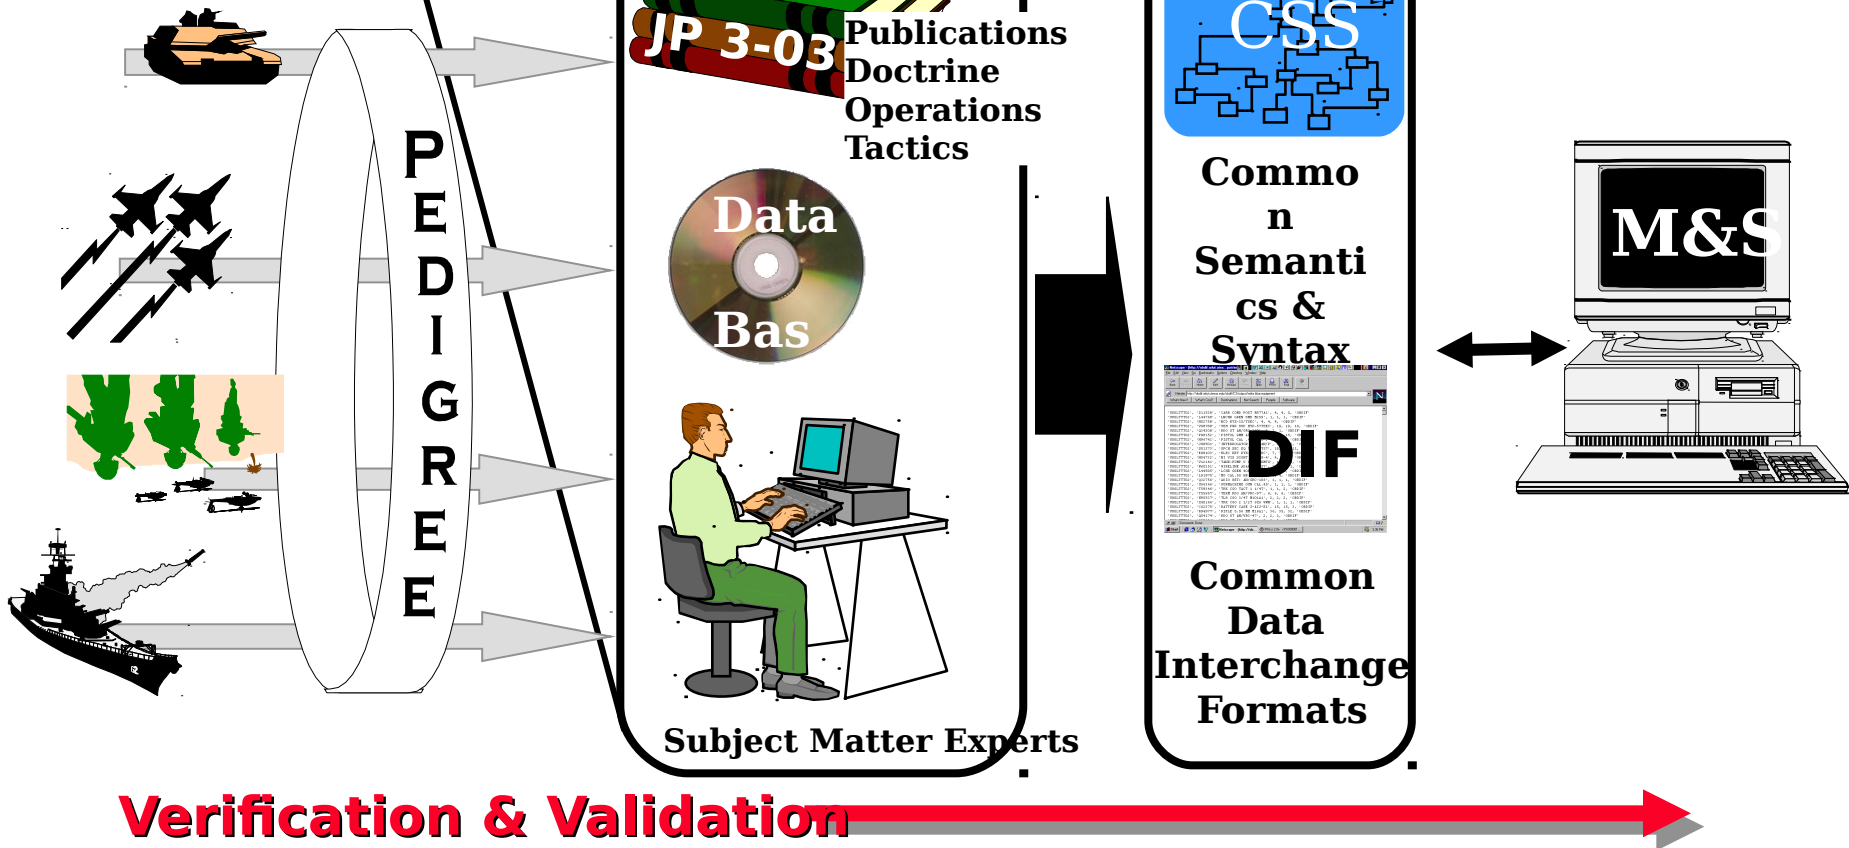 JP 3-03
Publications
Doctrine
Operations
Tactics
CSS
P
E
D
I
G
R
E
E
Data
Bas
Commo
n
Semanti
cs &
Syntax
DIF
Common
Data
Interchange
Formats
M&S
Subject Matter Experts
Verification & Validation